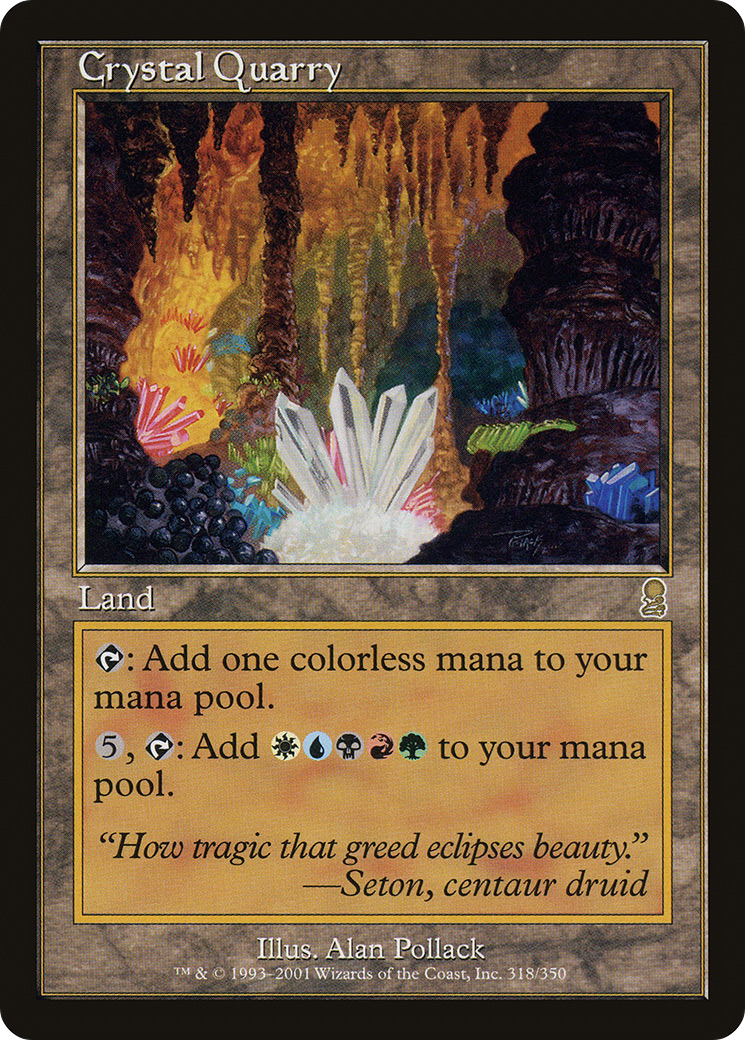 Crystal Quarry
Land
: Add one colorless mana to your
mana pool.
5, : Add to your mana
pool.
“How tragic that greed eclipses beauty.”
—Seton, centaur druid
Illus. Alan Pollack
™ & © 1993–2001 Wizards of the Coast, Inc. 318/350